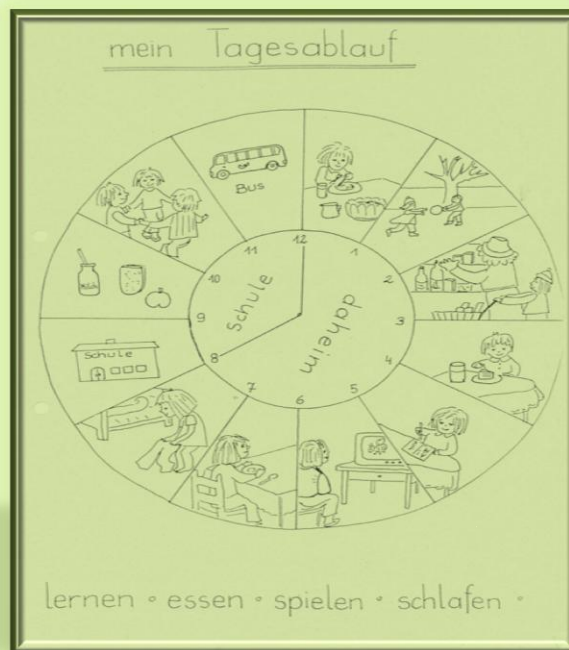 mein Tagesablauf
Bus
12
11
1
10
2
Schule
9
daheim
3
Schule
8
4
7
5
6
lernen ° essen ° spielen ° schlafen °